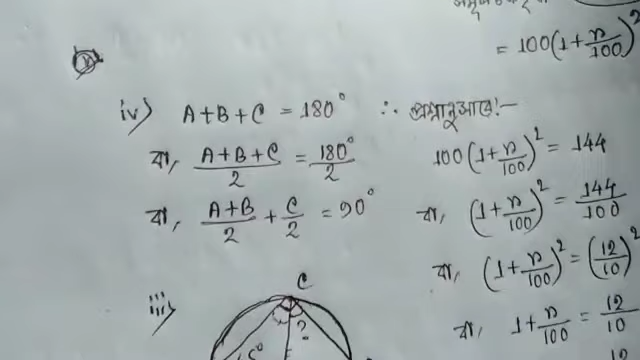 = 100(1+n/100)²
iv) A+B+C = 180°
বা, (A+B+C)/2 = 180°/2
বা, (A+B)/2 + C/2 = 90°
iii)
C
?
∴ প্রশ্নানুসারে:-
100(1+n/100)² = 144
বা, (1+n/100)² = 144/100
বা, (1+n/100)² = (12/10)²
বা, 1+n/100 = 12/10
12